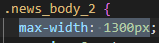 .news_body_2 {
max-width: 1300px;